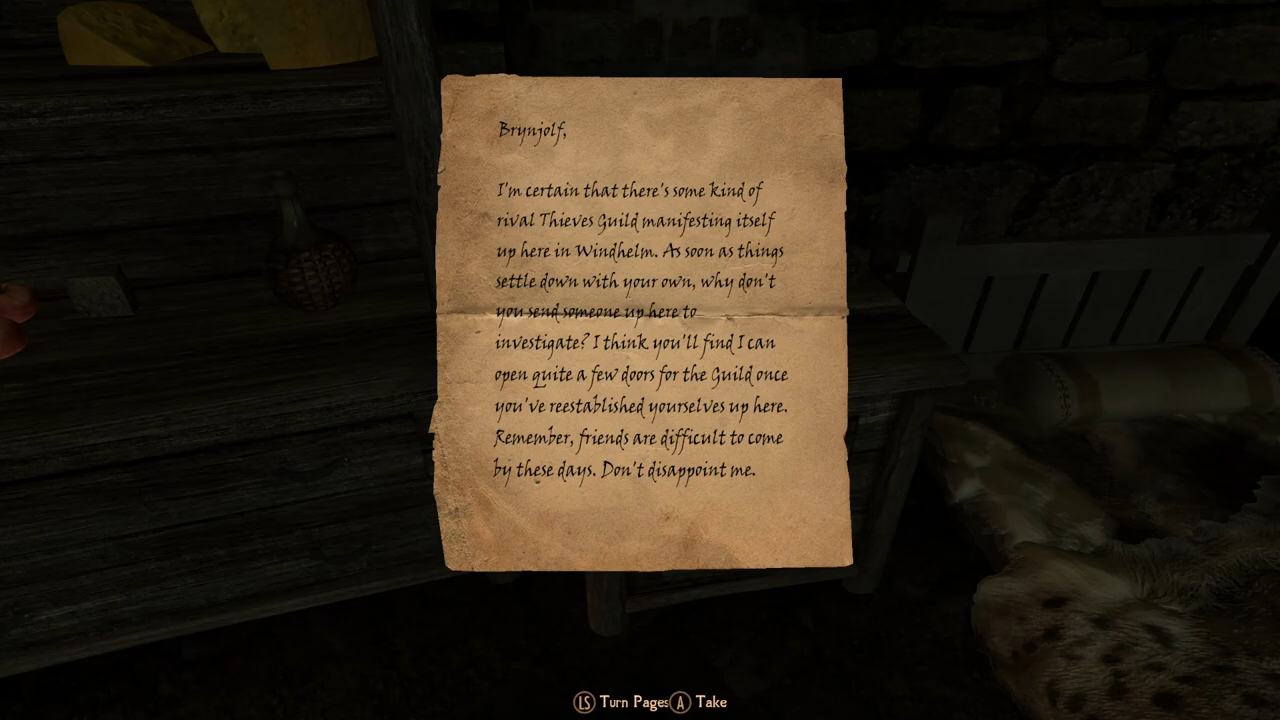 Brynjolf,
I'm certain that there's some kind of
rival Thieves Guild manifesting itself
up here in Windhelm. As soon as things
settle down with your own, why don't
you send someone up here to
investigate? I think you'll find I can
open quite a few doors for the Guild once
you've reestablished yourselves up here.
Remember, friends are difficult to come
by these days. Don't disappoint me.
LS Turn Pages A Take